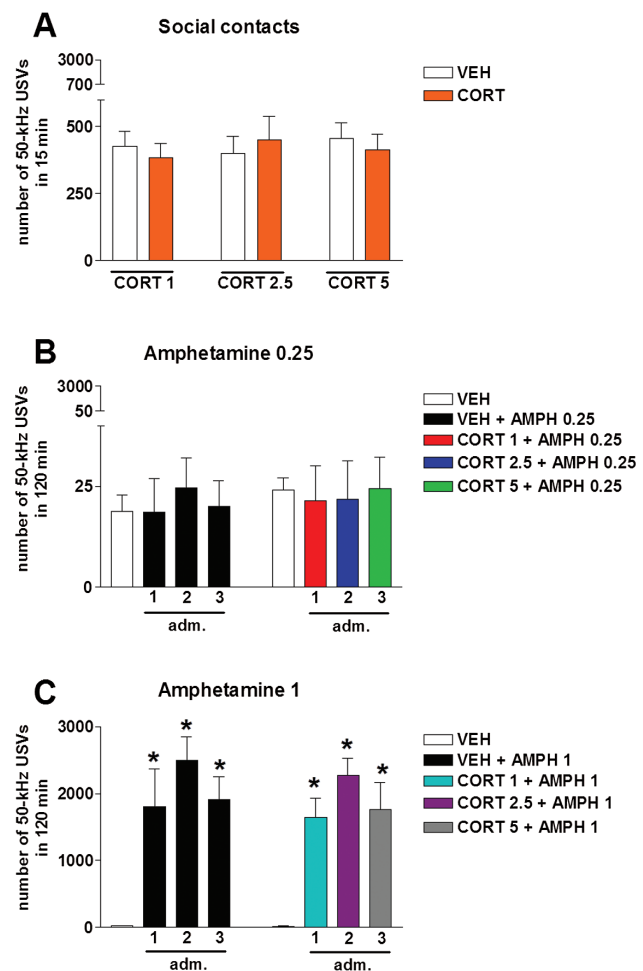 A
Social contacts
number of 50-kHz USVs
in 15 min
3000
700
500
250
0
CORT 1
CORT 2.5
CORT 5
VEH
CORT
B
Amphetamine 0.25
number of 50-kHz USVs
in 120 min
3000
50
25
0
1 2 3
adm.
1 2 3
adm.
VEH
VEH + AMPH 0.25
CORT 1 + AMPH 0.25
CORT 2.5 + AMPH 0.25
CORT 5 + AMPH 0.25
C
Amphetamine 1
number of 50-kHz USVs
in 120 min
3000
2000
1000
0
* * *
* * *
1 2 3
adm.
1 2 3
adm.
VEH
VEH + AMPH 1
CORT 1 + AMPH 1
CORT 2.5 + AMPH 1
CORT 5 + AMPH 1